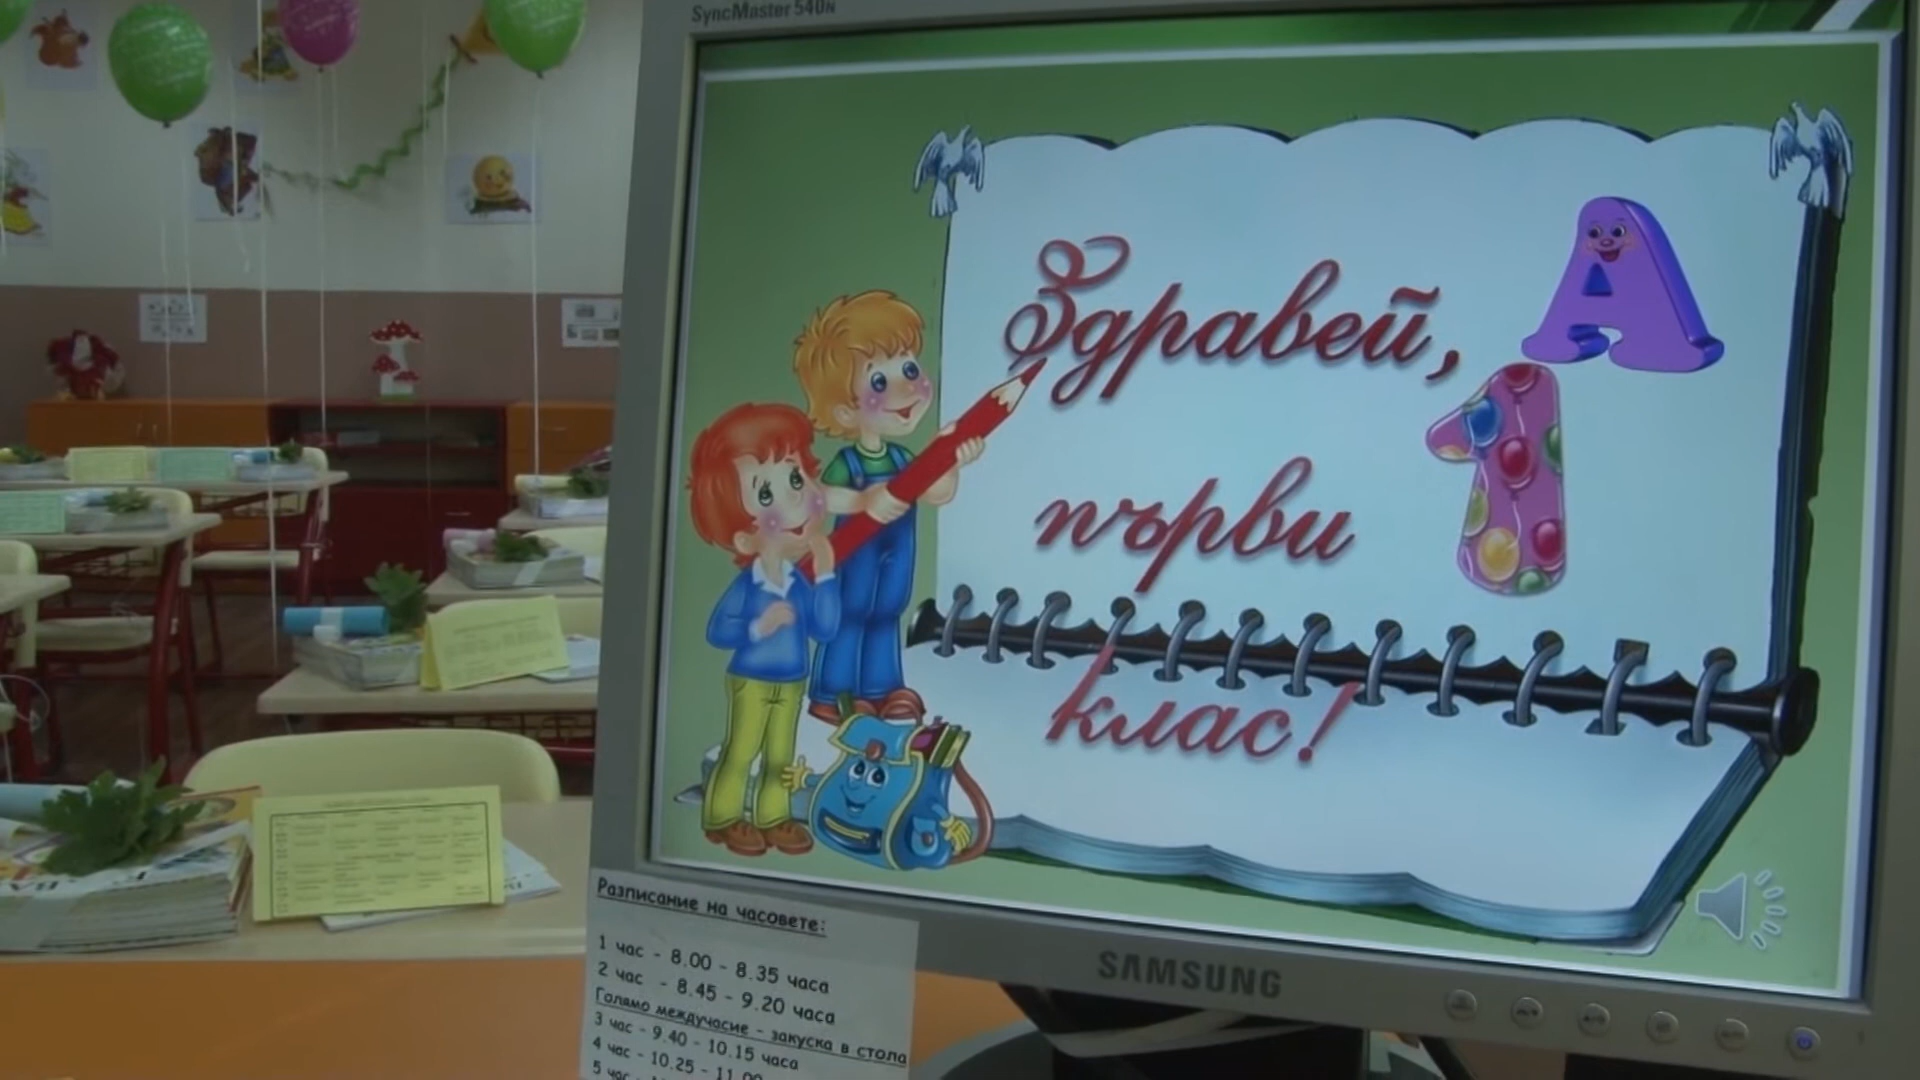 SyncMaster 540N
Здравей,
А
първи
1
клас!
SAMSUNG
Разписание на часовете:
1 час - 8.00 - 8.35 часа
2 час - 8.45 - 9.20 часа
Голямо междучасие - закуска в стола
3 час - 9.40 - 10.15 часа
4 час - 10.25 - 11.00
5 час